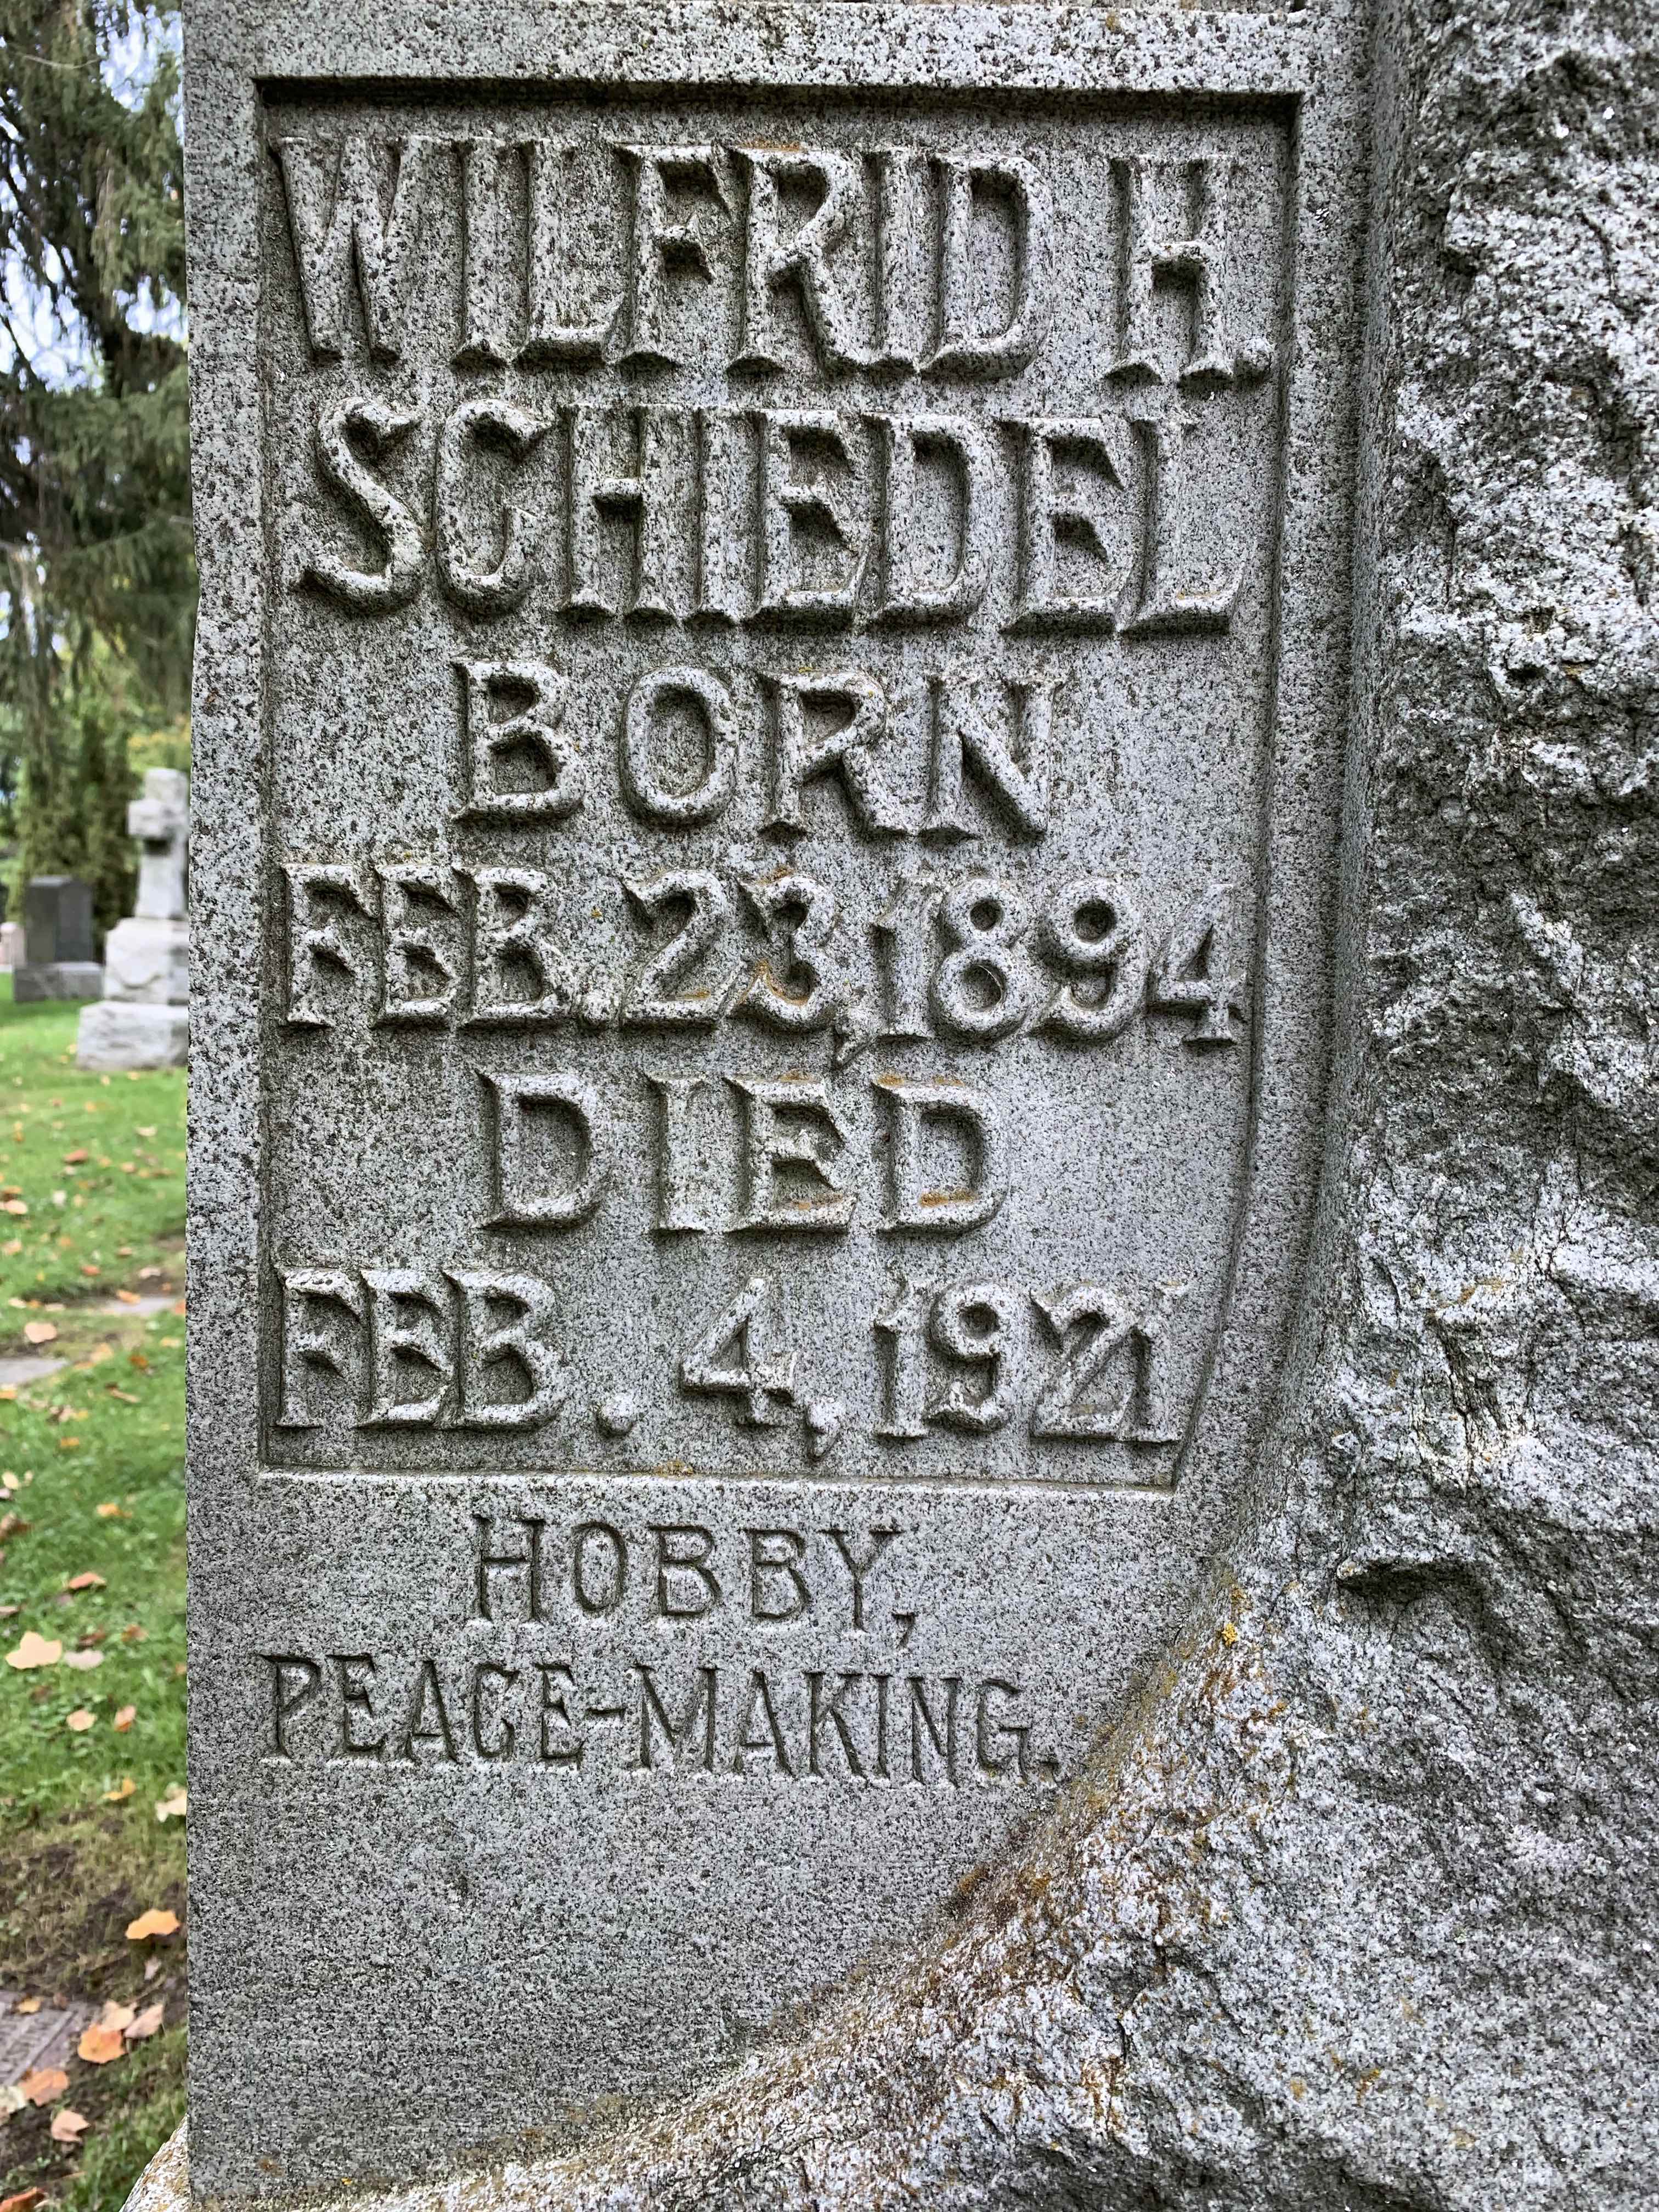 WILFRID H.
SCHIEDEL
BORN
FEB. 23, 1894
DIED
FEB. 4, 1921
HOBBY,
PEACE-MAKING.